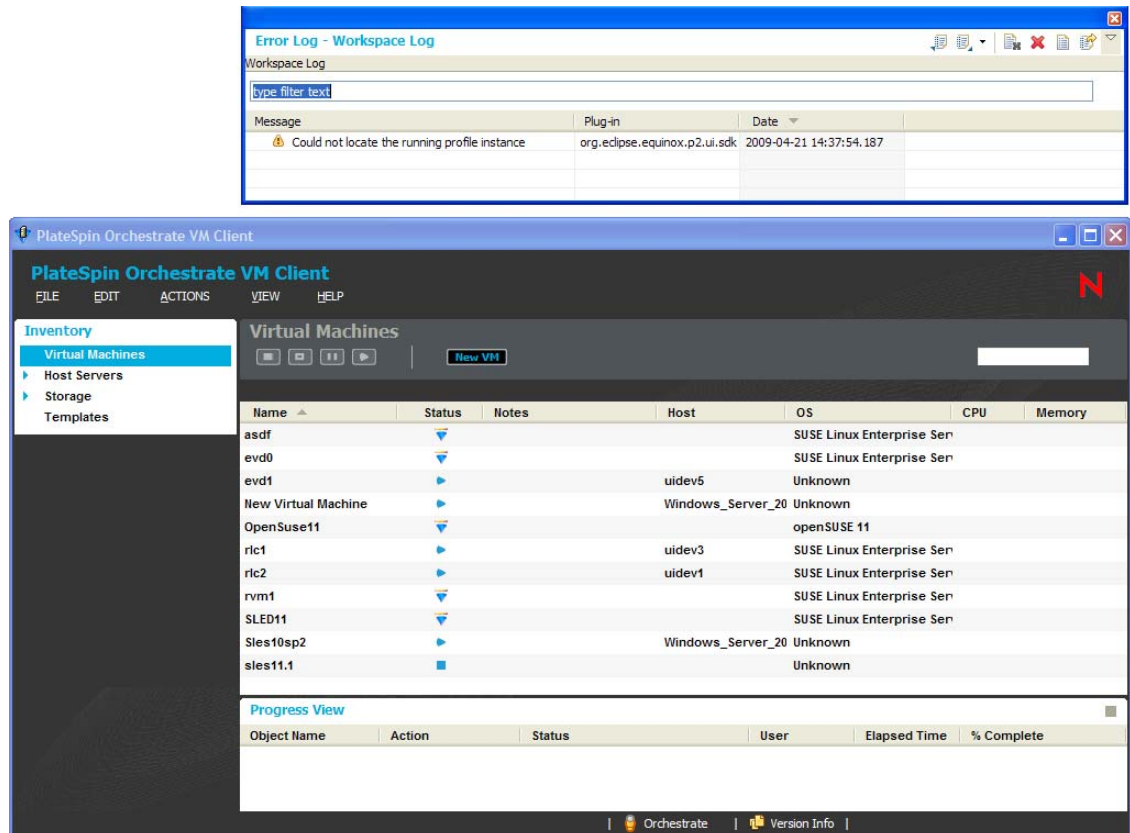 Error Log - Workspace Log
Workspace Log
type filter text
Message Plug-in Date
Could not locate the running profile instance org.eclipse.equinox.p2.ui.sdk 2009-04-21 14:37:54.187
PlateSpin Orchestrate VM Client
PlateSpin Orchestrate VM Client
FILE EDIT ACTIONS VIEW HELP
N
Inventory
Virtual Machines
Host Servers
Storage
Templates
Virtual Machines
New VM
Name Status Notes Host OS CPU Memory
asdf SUSE Linux Enterprise Ser
evd0 SUSE Linux Enterprise Ser
evd1 uidev5 Unknown
New Virtual Machine Windows_Server_20 Unknown
OpenSuse11 openSUSE 11
rlc1 uidev3 SUSE Linux Enterprise Ser
rlc2 uidev1 SUSE Linux Enterprise Ser
rvm1 SUSE Linux Enterprise Ser
SLED11 SUSE Linux Enterprise Ser
Sles10sp2 Windows_Server_20 Unknown
sles11.1 Unknown
Progress View
Object Name Action Status User Elapsed Time % Complete
| Orchestrate | Version Info |